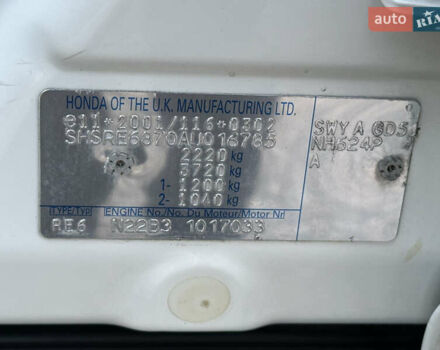 auto RIA
HONDA OF THE U.K. MANUFACTURING LTD.
e11*2001/116*0302
SHSRE6370AU016785
2220 kg
3720 kg
1- 1200 kg
2- 1040 kg
SWY A GD5
NH624P
A
TYPE/TYP ENGINE No/No. Du Moteur/Motor Nr
RE6 N22B3 1017033